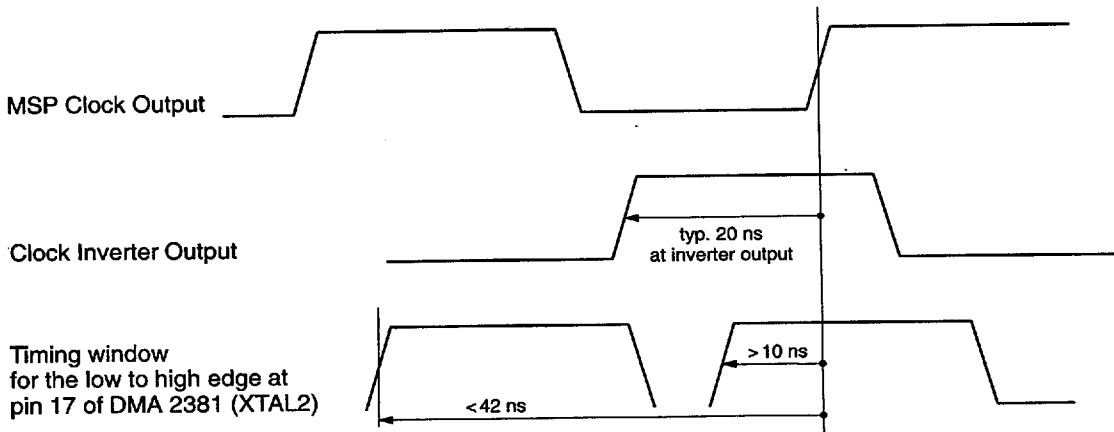 MSP Clock Output
Clock Inverter Output
typ. 20 ns
at inverter output
Timing window
for the low to high edge at
pin 17 of DMA 2381 (XTAL2)
>10 ns
<42 ns